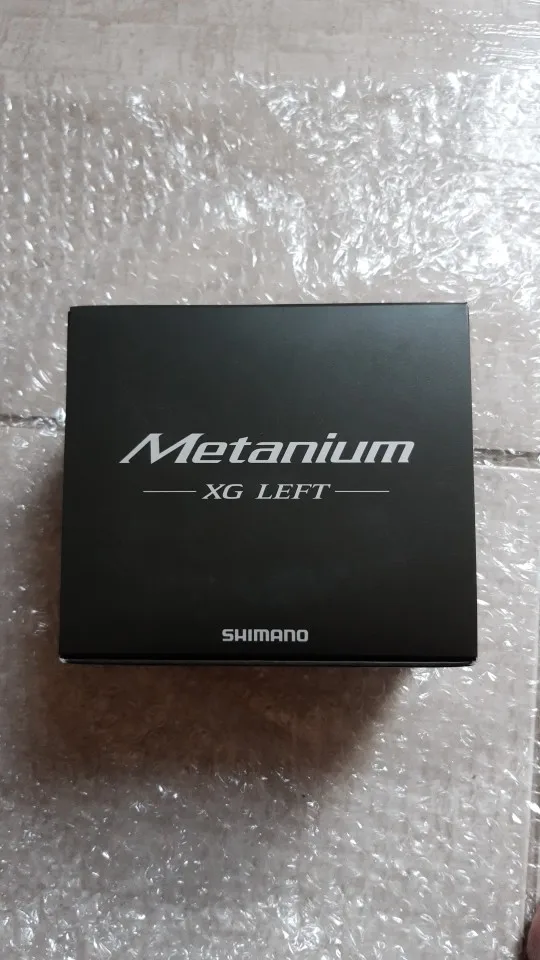 Metanium
XG LEFT
SHIMANO